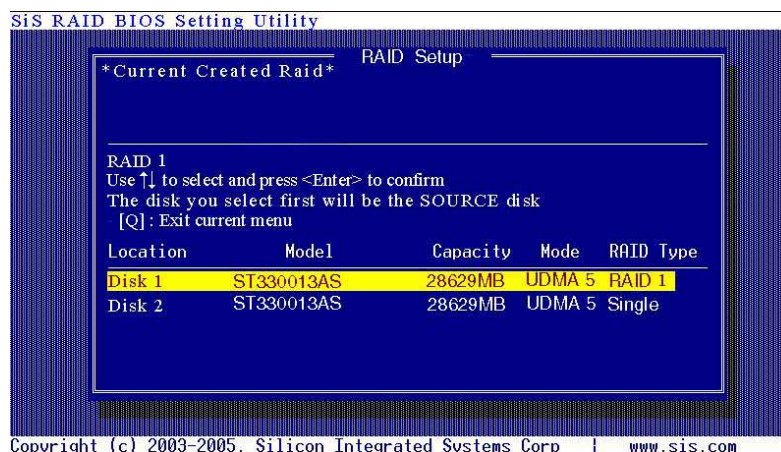 SiS RAID BIOS Setting Utility
RAID Setup
*Current Created Raid*
RAID 1
Use ↑↓ to select and press <Enter> to confirm
The disk you select first will be the SOURCE disk
[Q] : Exit current menu
Location Model Capacity Mode RAID Type
Disk 1 ST330013AS 28629MB UDMA 5 RAID 1
Disk 2 ST330013AS 28629MB UDMA 5 Single
Copyright (c) 2003-2005. Silicon Integrated Systems Corp | www.sis.com